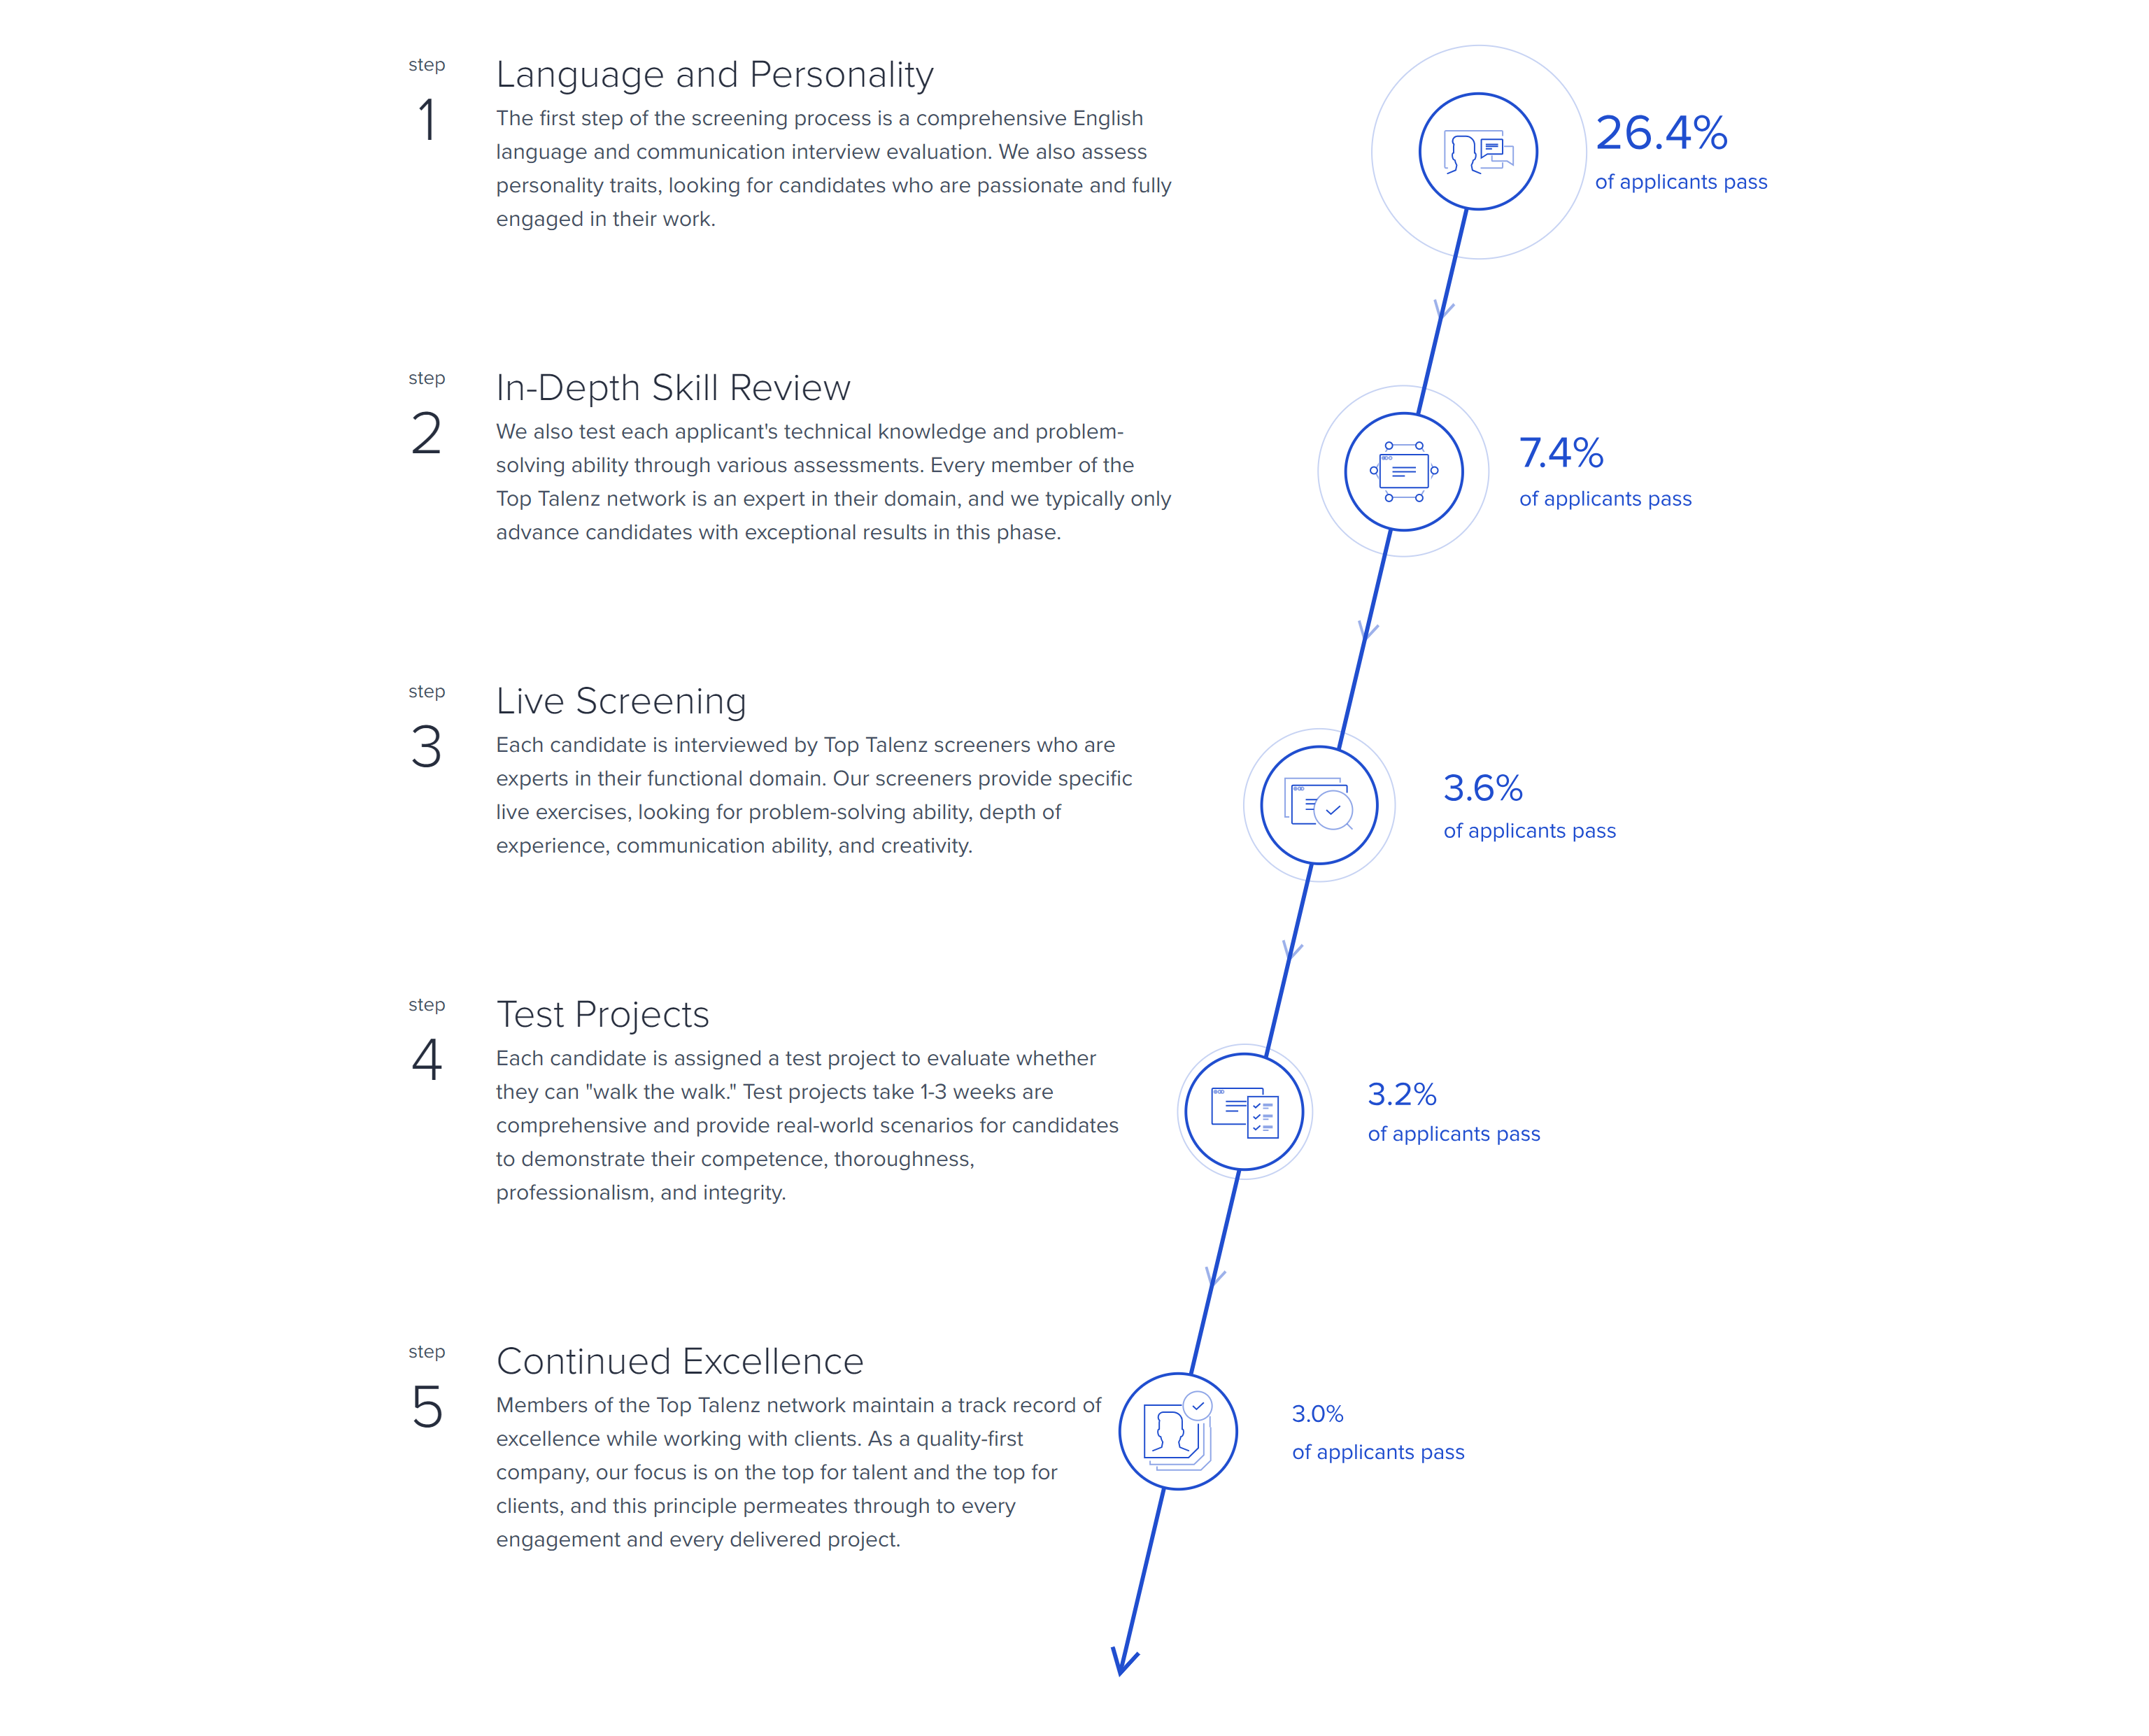 step
1
Language and Personality
The first step of the screening process is a comprehensive English
language and communication interview evaluation. We also assess
personality traits, looking for candidates who are passionate and fully
engaged in their work.
26.4%
of applicants pass
step
2
In-Depth Skill Review
We also test each applicant's technical knowledge and problem-
solving ability through various assessments. Every member of the
Top Talenz network is an expert in their domain, and we typically only
advance candidates with exceptional results in this phase.
7.4%
of applicants pass
step
3
Live Screening
Each candidate is interviewed by Top Talenz screeners who are
experts in their functional domain. Our screeners provide specific
live exercises, looking for problem-solving ability, depth of
experience, communication ability, and creativity.
3.6%
of applicants pass
step
4
Test Projects
Each candidate is assigned a test project to evaluate whether
they can "walk the walk." Test projects take 1-3 weeks are
comprehensive and provide real-world scenarios for candidates
to demonstrate their competence, thoroughness,
professionalism, and integrity.
3.2%
of applicants pass
step
5
Continued Excellence
Members of the Top Talenz network maintain a track record of
excellence while working with clients. As a quality-first
company, our focus is on the top for talent and the top for
clients, and this principle permeates through to every
engagement and every delivered project.
3.0%
of applicants pass